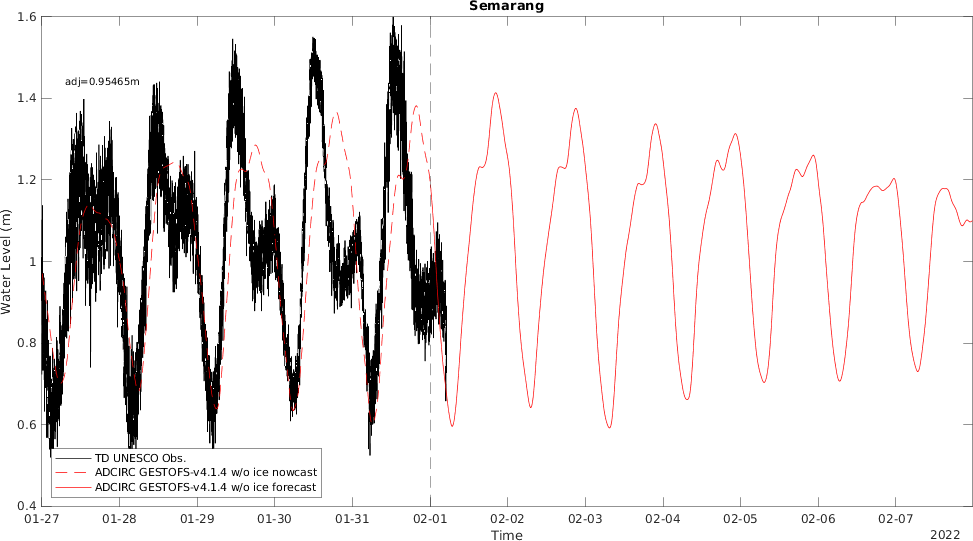 Semarang
adj=0.95465m
1.6
1.4
1.2
1
0.8
0.6
0.4
Water Level (m)
TD UNESCO Obs.
ADCIRC GESTOFS-v4.1.4 w/o ice nowcast
ADCIRC GESTOFS-v4.1.4 w/o ice forecast
01-27 01-28 01-29 01-30 01-31 02-01 02-02 02-03 02-04 02-05 02-06 02-07
Time
2022